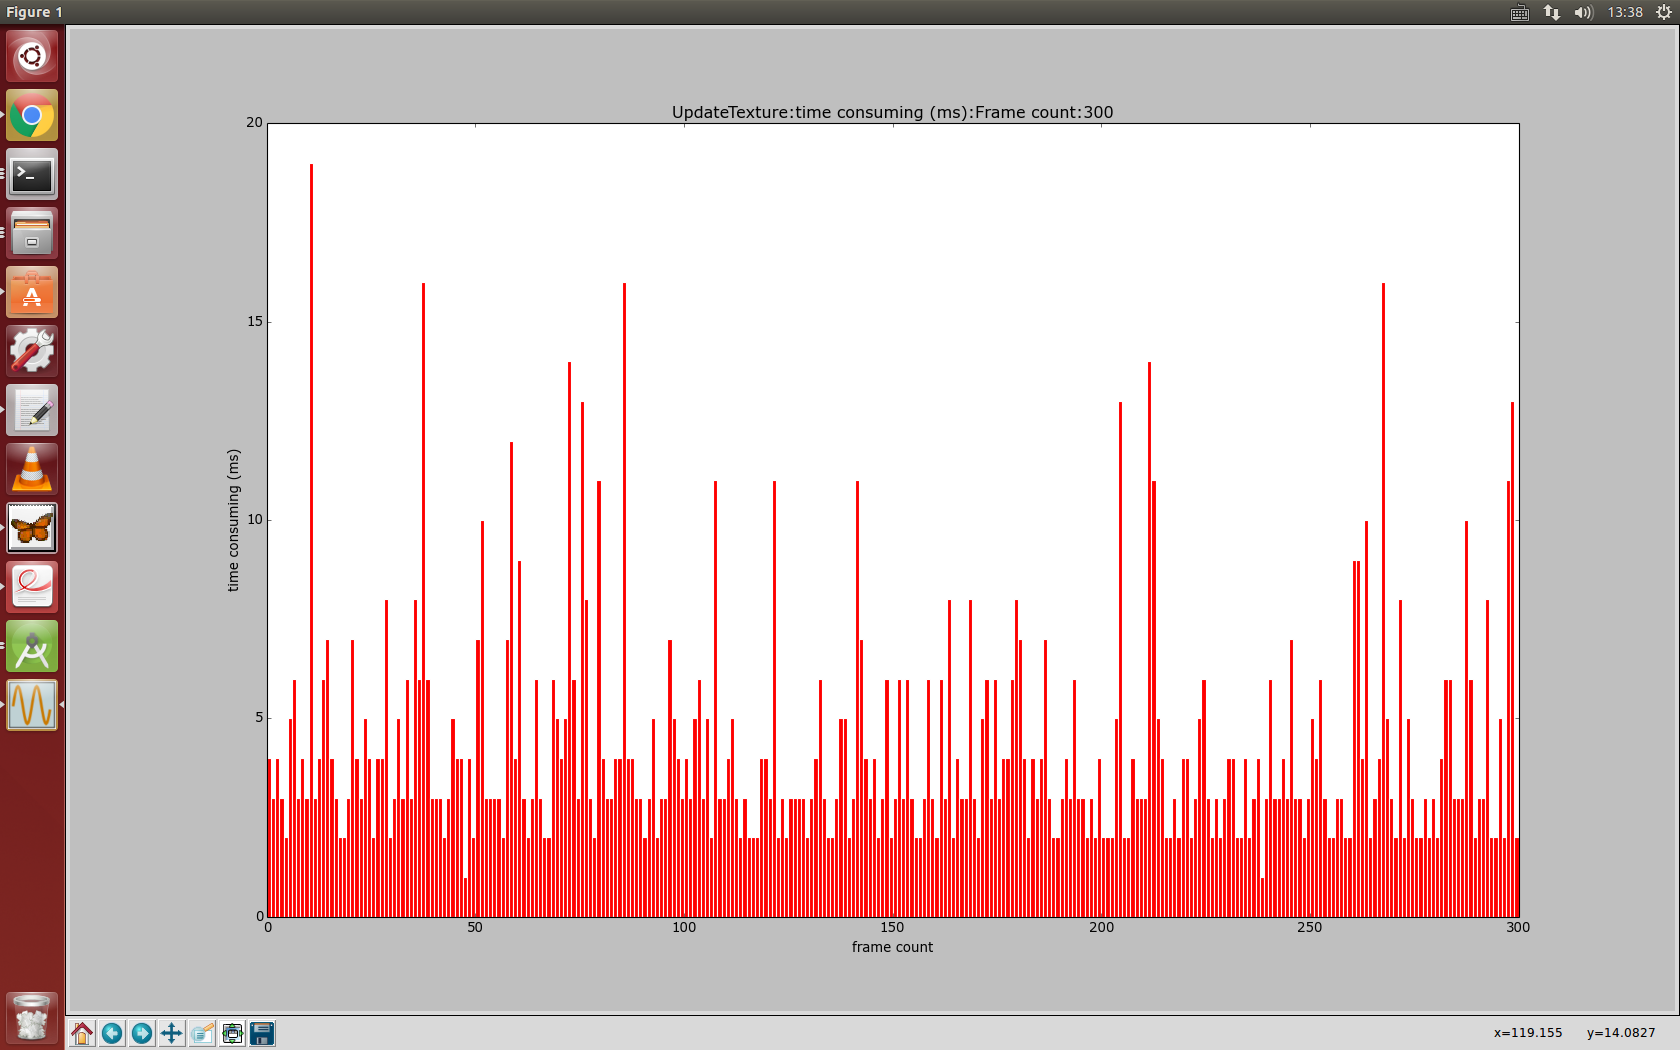 Figure 1
13:38
UpdateTexture:time consuming (ms):Frame count:300
20
15
10
5
0
time consuming (ms)
0 50 100 150 200 250 300
frame count
x=119.155 y=14.0827